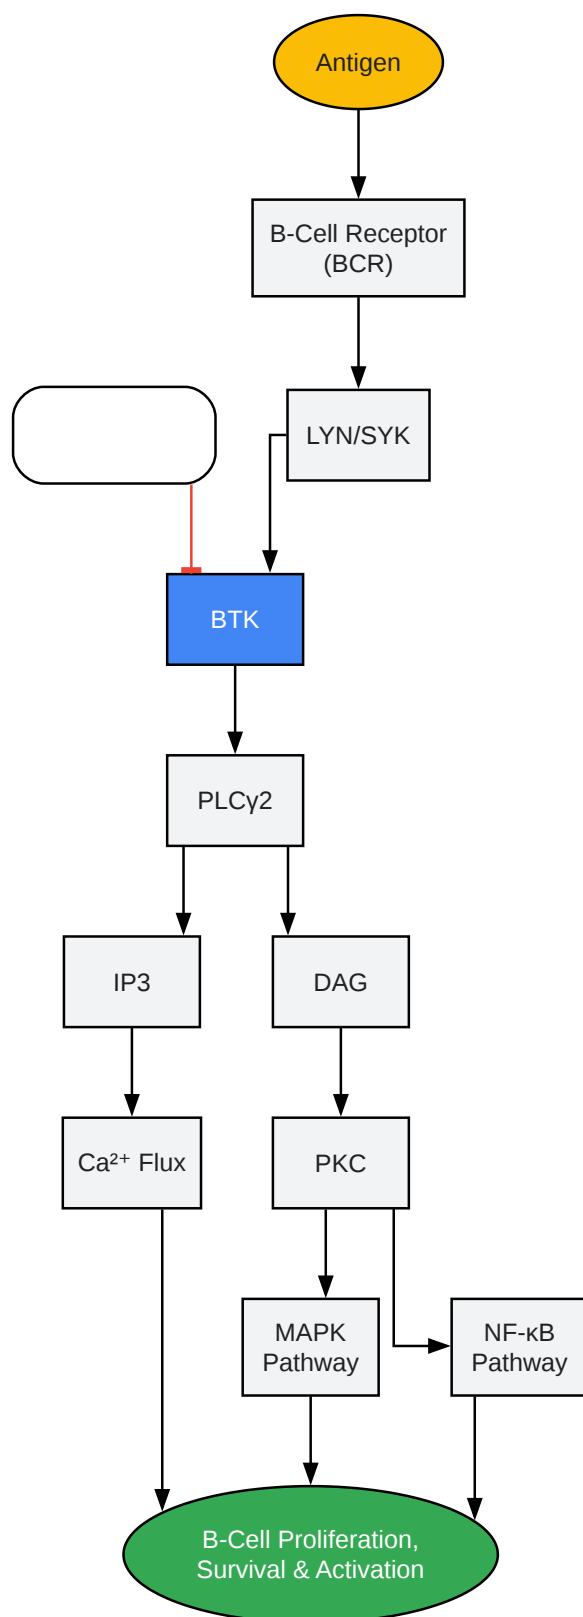 Antigen
B-Cell Receptor
(BCR)
LYN/SYK
BTK
PLCγ2
IP3
DAG
Ca²⁺ Flux
PKC
MAPK
Pathway
NF-κB
Pathway
B-Cell Proliferation,
Survival & Activation